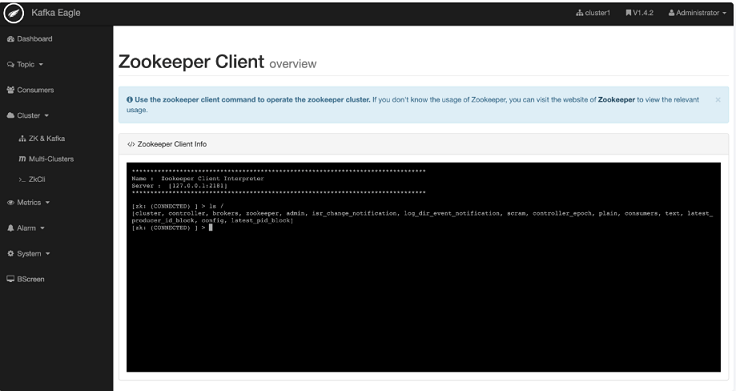 Kafka Eagle
cluster1
V1.4.2
Administrator
Dashboard
Topic
Consumers
Cluster
ZK & Kafka
Multi-Clusters
ZkCli
Metrics
Alarm
System
BScreen
Zookeeper Client overview
Use the zookeeper client command to operate the zookeeper cluster. If you don't know the usage of Zookeeper, you can visit the website of Zookeeper to view the relevant
usage.
×
</> Zookeeper Client Info
********************************************************************************
Name : Zookeeper Client Interpreter
Server : [127.0.0.1:2181]
********************************************************************************
[zk: (CONNECTED) ] > ls /
[cluster, controller, brokers, zookeeper, admin, isr_change_notification, log_dir_event_notification, scram, controller_epoch, plain, consumers, text, latest_
producer_id_block, config, latest_pid_block]
[zk: (CONNECTED) ] >